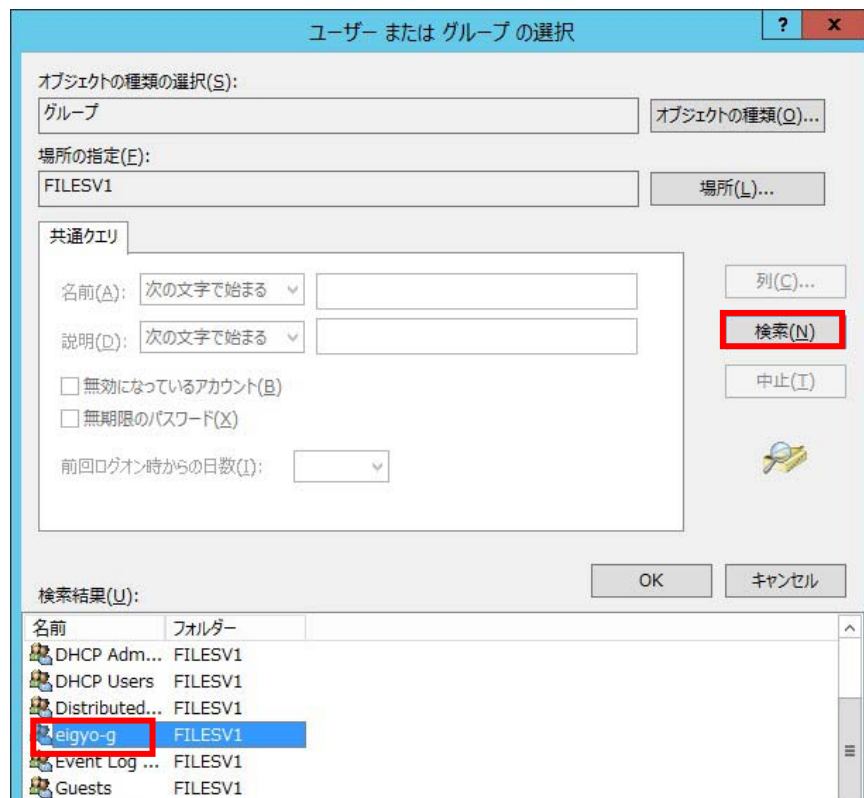 ユーザー または グループ の選択
? x
オブジェクトの種類の選択(S):
グループ
オブジェクトの種類(O)...
場所の指定(F):
FILESV1
場所(L)...
共通クエリ
名前(A): 次の文字で始まる
列(C)...
説明(D): 次の文字で始まる
検索(N)
無効になっているアカウント(B)
中止(T)
無期限のパスワード(X)
前回ログオン時からの日数(I):
OK キャンセル
検索結果(U):
名前 フォルダー
DHCP Adm... FILESV1
DHCP Users FILESV1
Distributed... FILESV1
eigyo-g FILESV1
Event Log ... FILESV1
Guests FILESV1